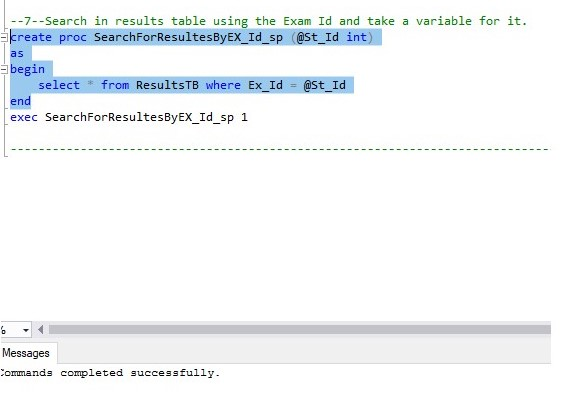 --7--Search in results table using the Exam Id and take a variable for it.
create proc SearchForResultesByEX_Id_sp (@St_Id int)
as
begin
select * from ResultsTB where Ex_Id = @St_Id
end
exec SearchForResultesByEX_Id_sp 1
--------------------------------------------------------------------------------
%
Messages
Commands completed successfully.